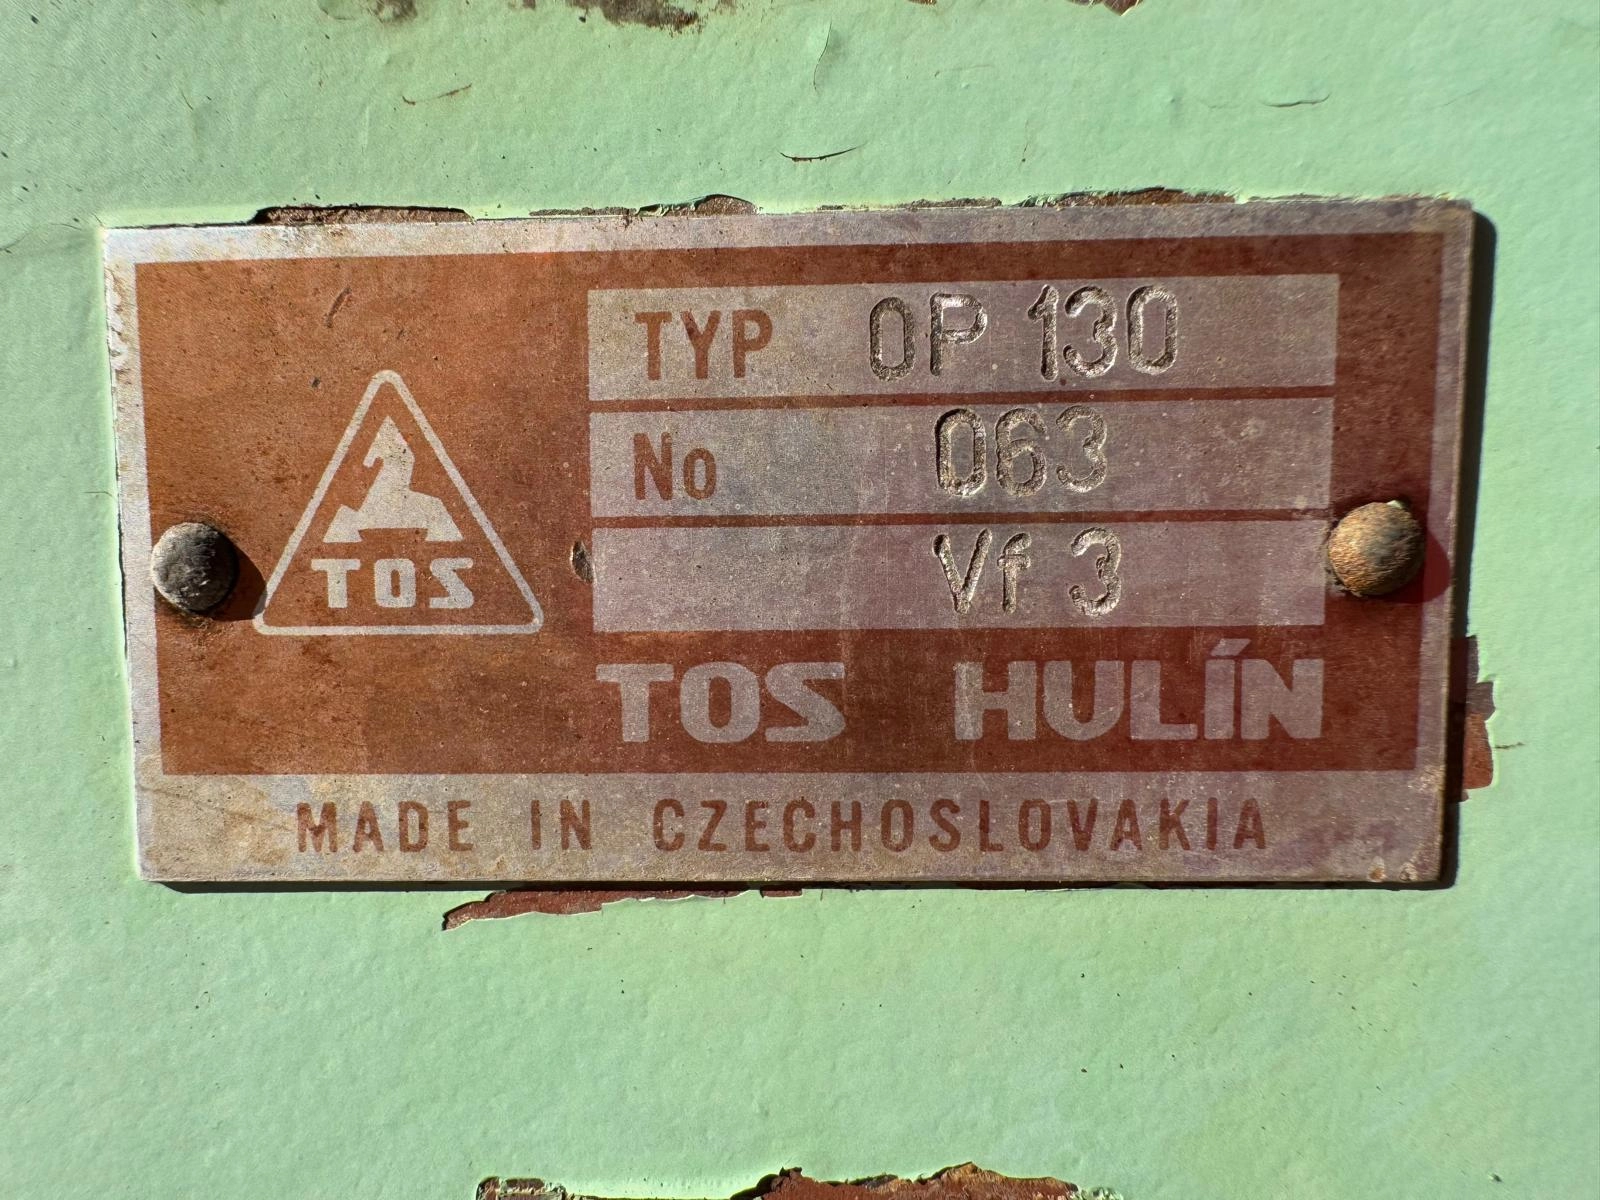 TYP OP 130
No 063
Vf 3
TOS
TOS HULÍN
MADE IN CZECHOSLOVAKIA